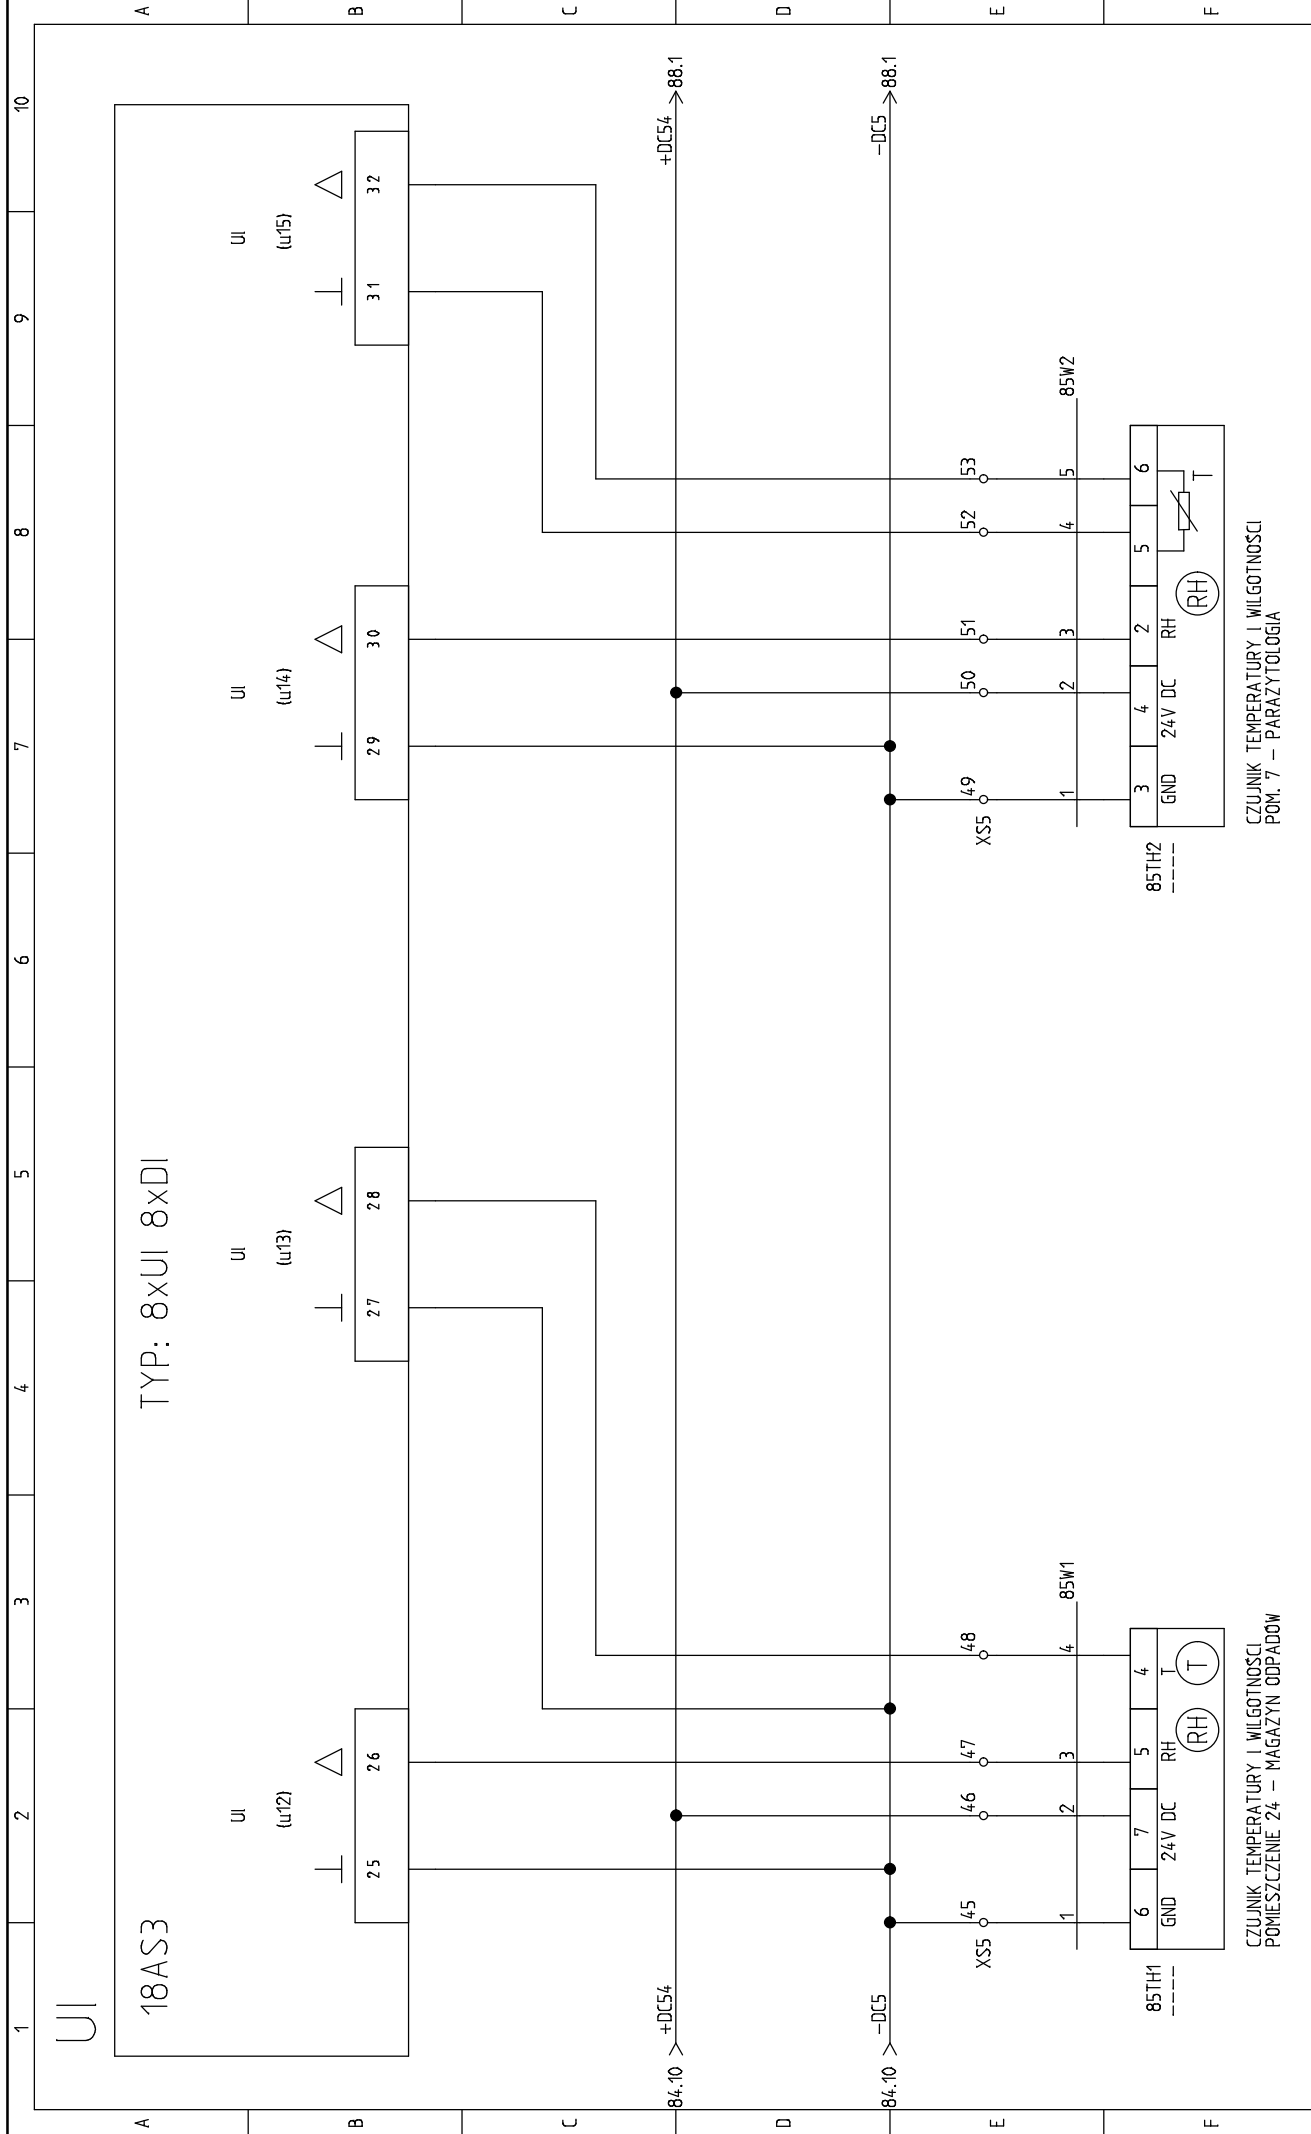 1 2 3 4 5 6 7 8 9 10
A A
B B
C C
D D
E E
F F
UI
18AS3
TYP: 8xUI 8xDI
UI UI UI UI
(u12) (u13) (u14) (u15)
25 26 27 28 29 30 31 32
84.10 +DC54 +DC54 88.1
84.10 -DC5 -DC5 88.1
XS5 45 46 47 48
XS5 49 50 51 52 53
1 2 3 4 85W1
1 2 3 4 5 85W2
85TH1
----
6 7 5 4
GND 24V DC RH T
RH T
CZUJNIK TEMPERATURY I WILGOTNOŚCI
POMIESZCZENIE 24 - MAGAZYN ODPADÓW
85TH2
----
3 4 2 5 6
GND 24V DC RH
RH T
CZUJNIK TEMPERATURY I WILGOTNOŚCI
POM. 7 - PARAZYTOLOGIA